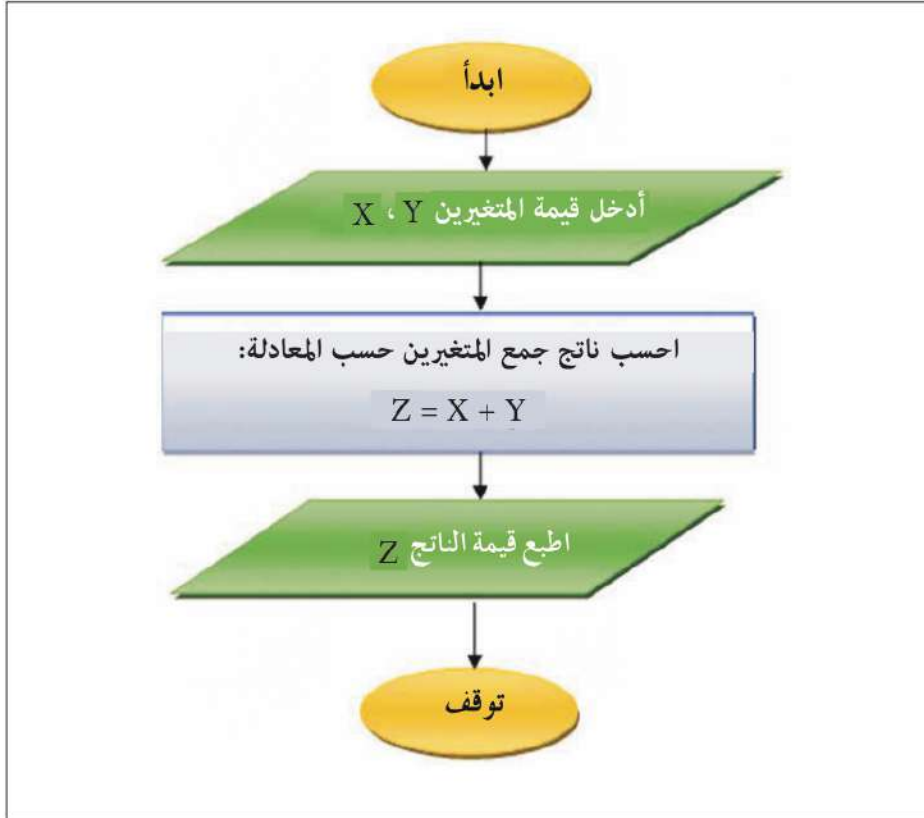 ابدأ
أدخل قيمة المتغيرين X ، Y
احسب ناتج جمع المتغيرين حسب المعادلة:
Z = X + Y
اطبع قيمة الناتج Z
توقف